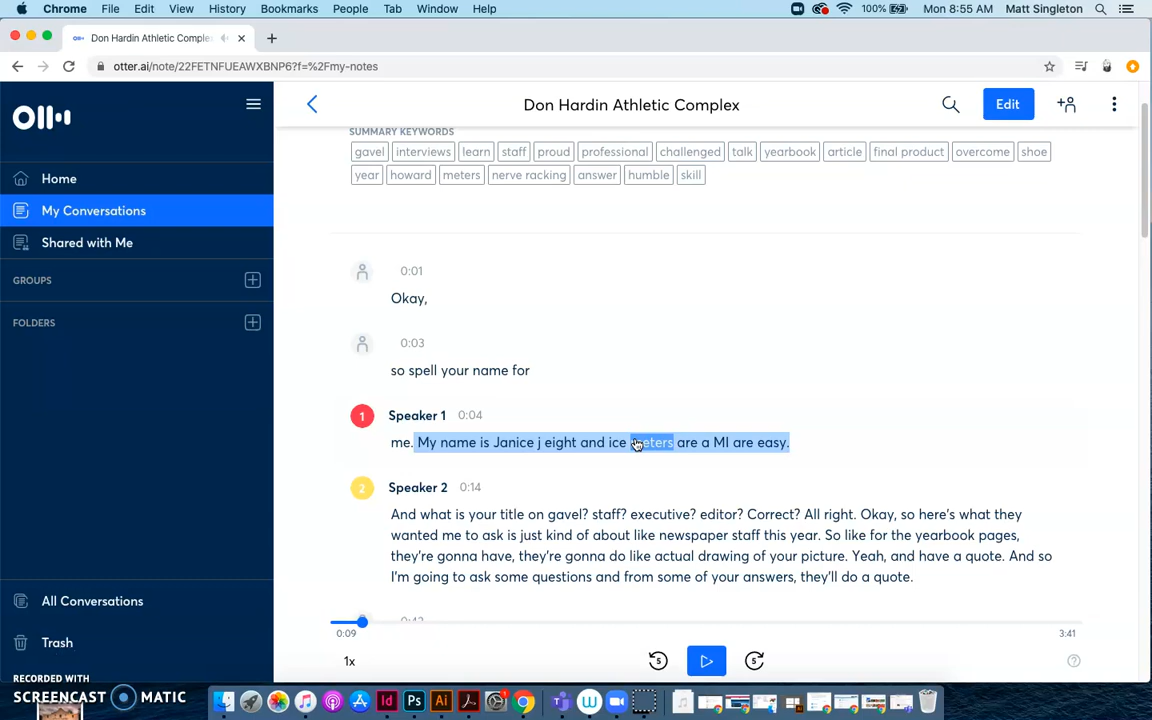 Chrome File Edit View History Bookmarks People Tab Window Help 100% Mon 8:55 AM Matt Singleton
Don Hardin Athletic Comple
otter.ai/note/22FETNFUEAWXBNP6?f=%2Fmy-notes
Don Hardin Athletic Complex
Edit
SUMMARY KEYWORDS
gavel interviews learn staff proud professional challenged talk yearbook article final product overcome shoe
year howard meters nerve racking answer humble skill
Home
My Conversations
Shared with Me
GROUPS
FOLDERS
All Conversations
Trash
0:01
Okay,
0:03
so spell your name for
1 Speaker 1 0:04
me. My name is Janice j eight and ice meters are a MI are easy.
2 Speaker 2 0:14
And what is your title on gavel? staff? executive? editor? Correct? All right. Okay, so here's what they
wanted me to ask is just kind of about like newspaper staff this year. So like for the yearbook pages,
they're gonna have, they're gonna do like actual drawing of your picture. Yeah, and have a quote. And so
I'm going to ask some questions and from some of your answers, they'll do a quote.
0:09 3:41
1x 5 5
RECORDED WITH
SCREENCAST MATIC
Id Ps Ai